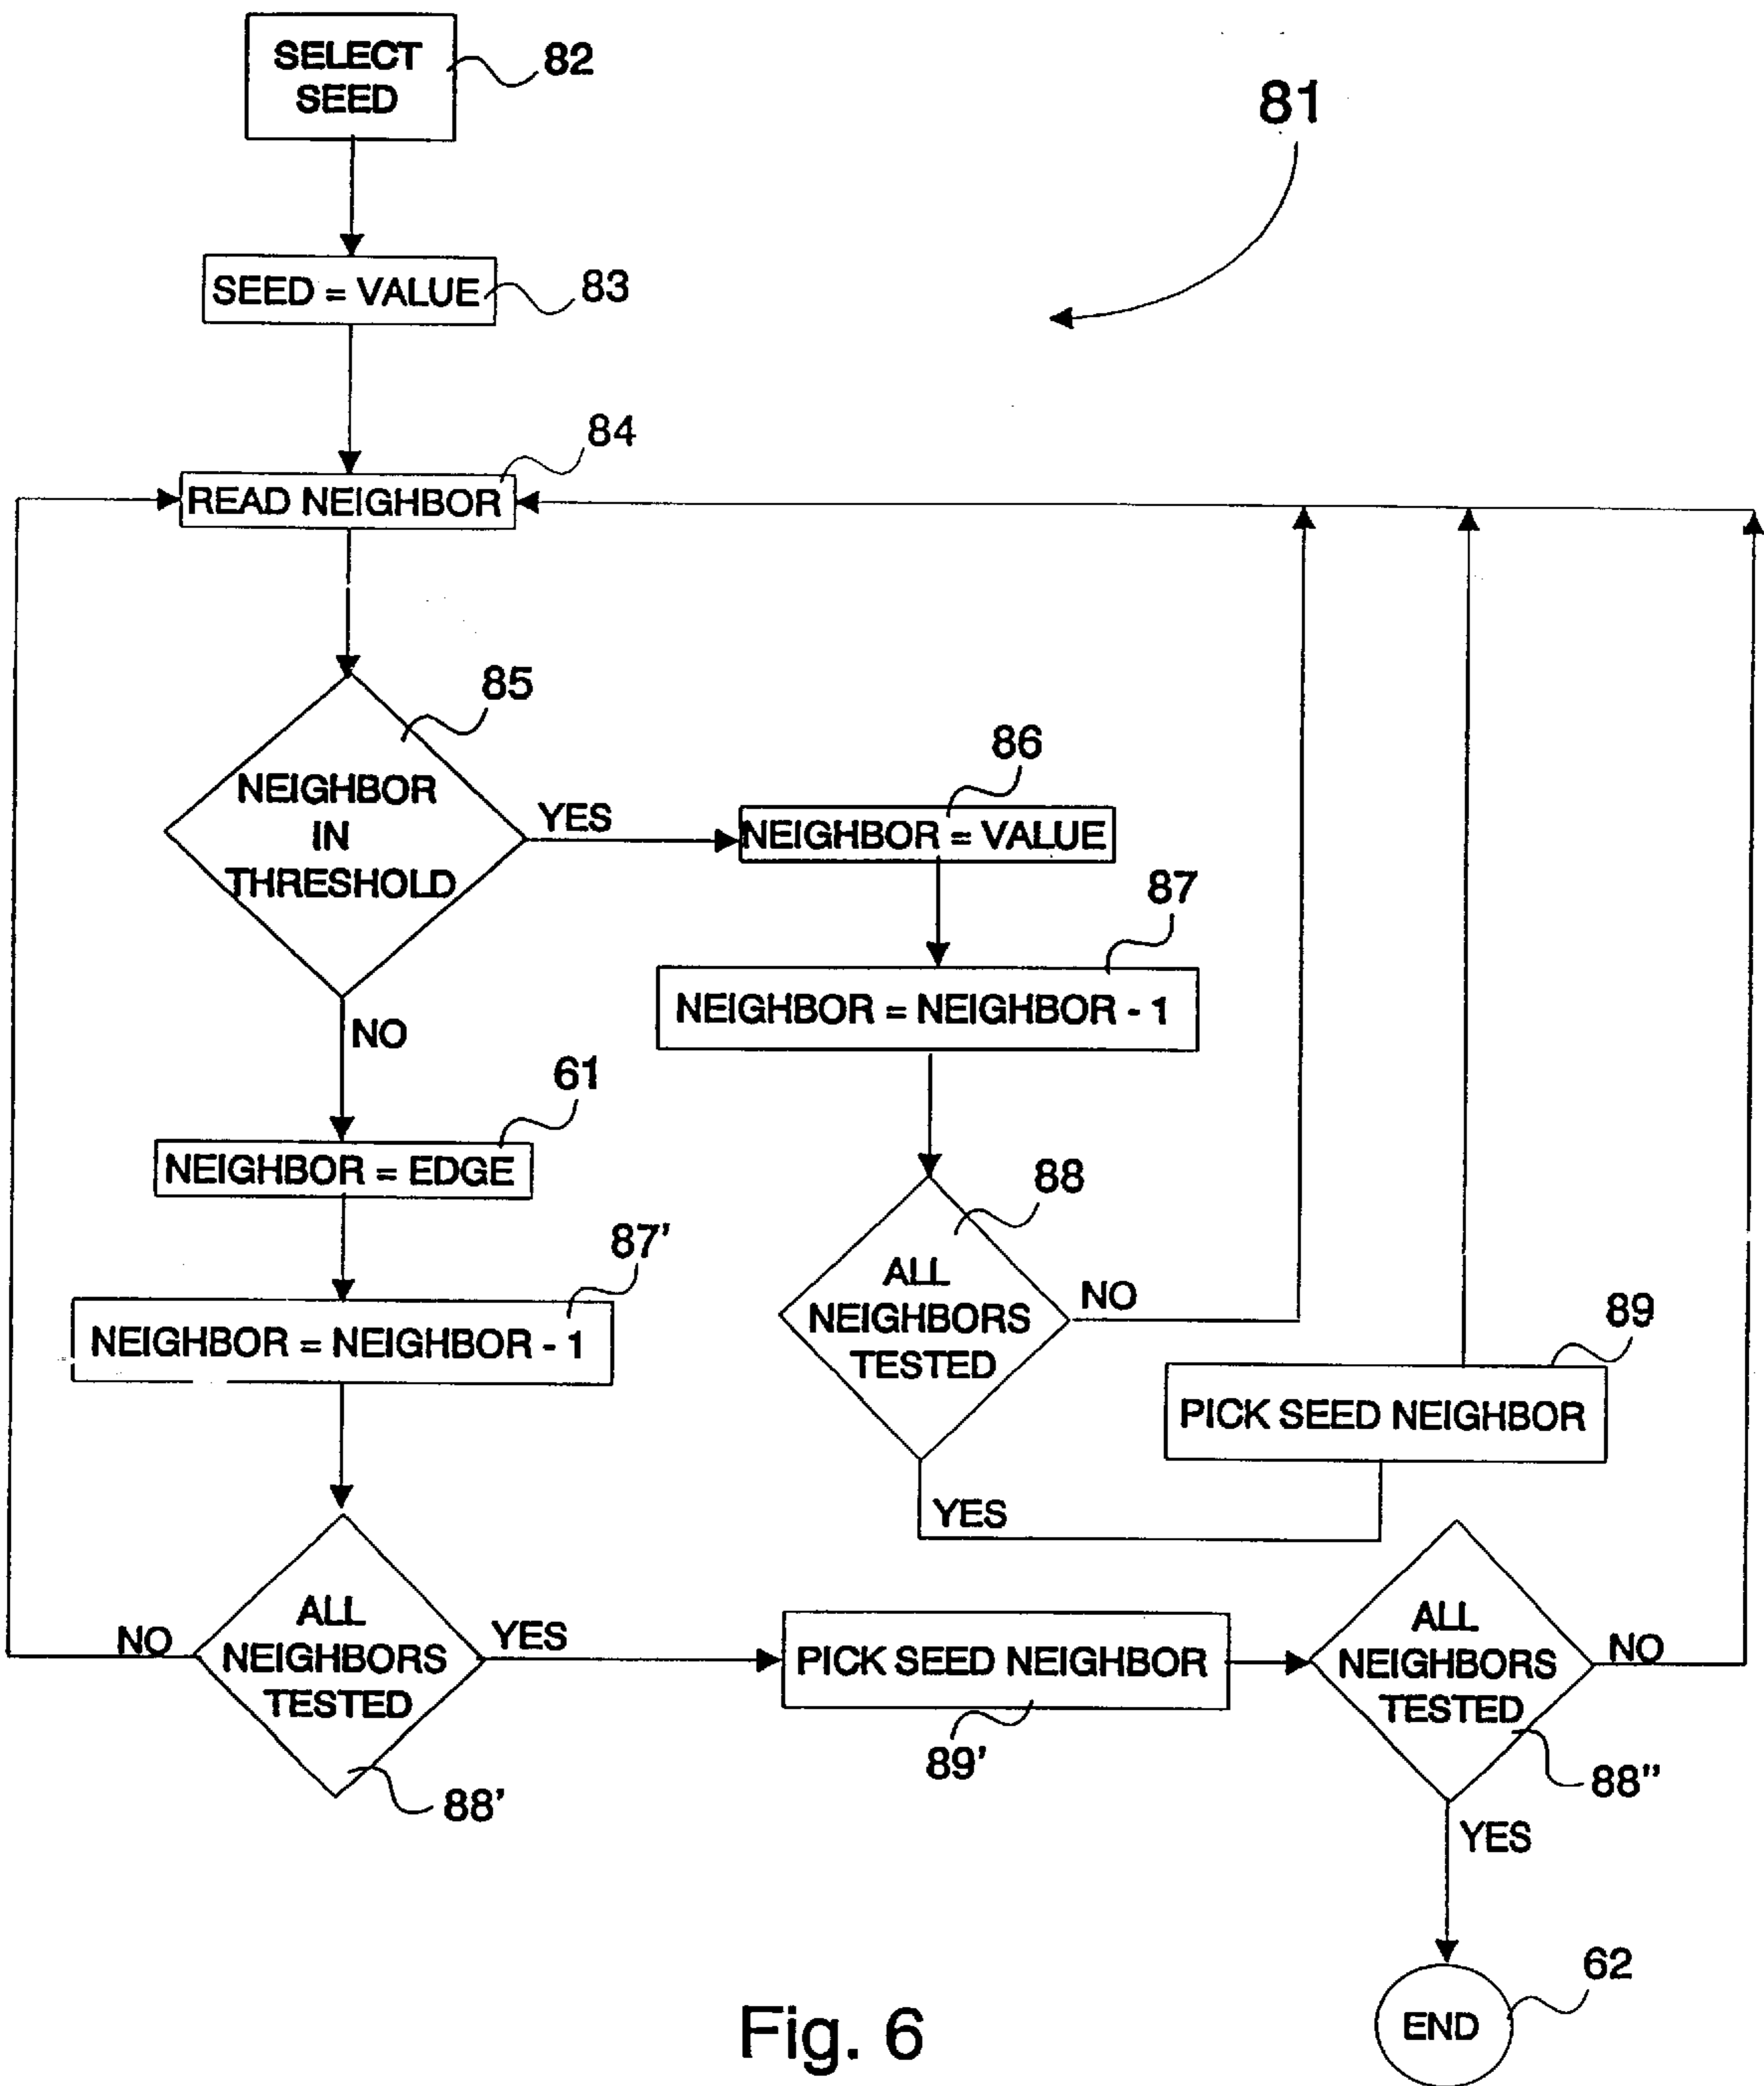 SELECT
SEED
82
81
SEED = VALUE
83
84
READ NEIGHBOR
85
NEIGHBOR
IN
THRESHOLD
YES
86
NEIGHBOR = VALUE
87
NEIGHBOR = NEIGHBOR - 1
NO
61
NEIGHBOR = EDGE
88
ALL
NEIGHBORS
TESTED
NO
87'
NEIGHBOR = NEIGHBOR - 1
89
PICK SEED NEIGHBOR
YES
NO
ALL
NEIGHBORS
TESTED
YES
88'
PICK SEED NEIGHBOR
89'
ALL
NEIGHBORS
TESTED
NO
88"
YES
62
END
Fig. 6